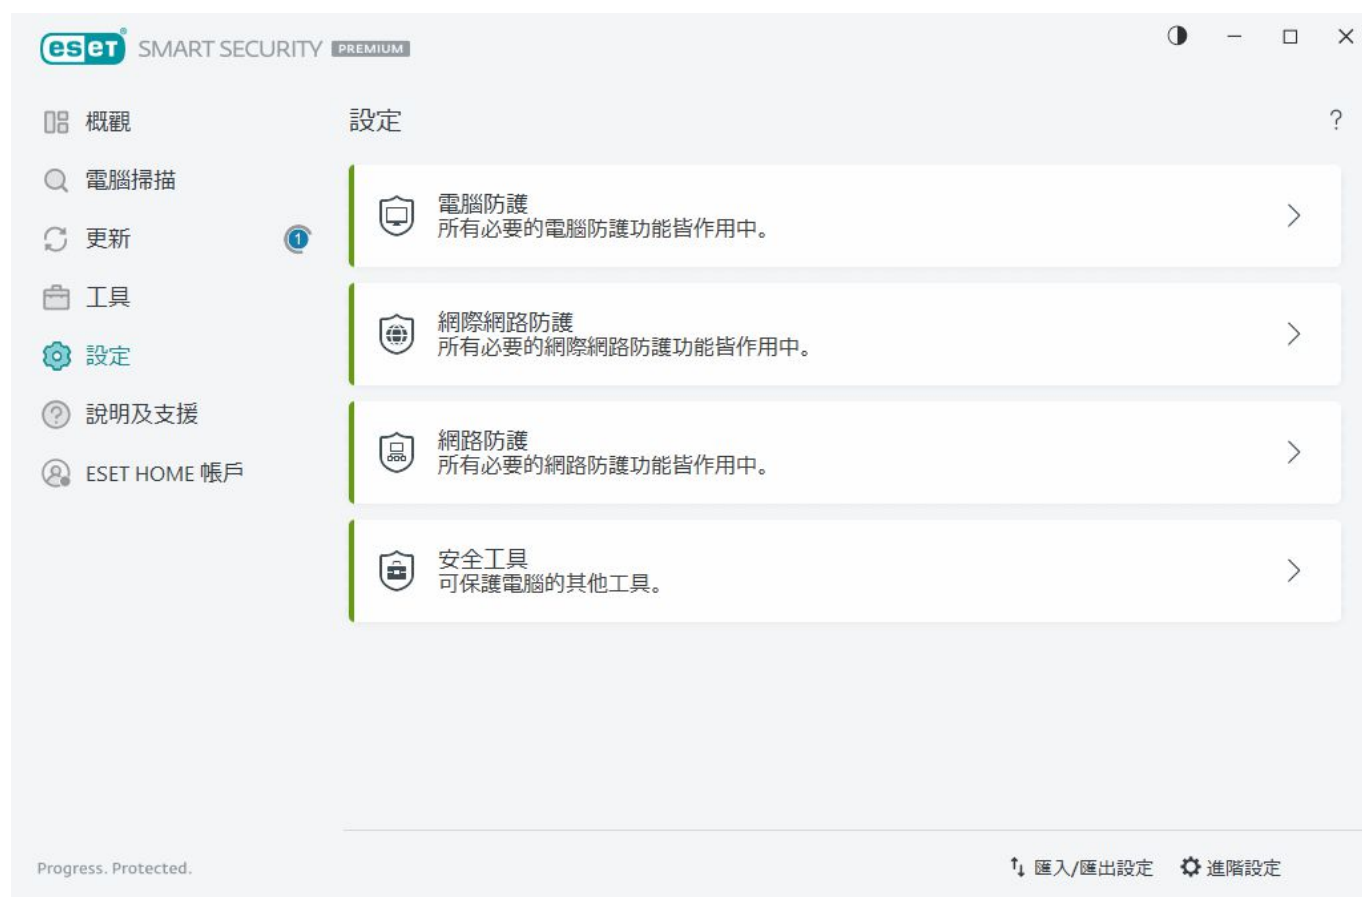 eset® SMART SECURITY PREMIUM
概觀
電腦掃描
更新 1
工具
設定
說明及支援
ESET HOME 帳戶
設定 ?
電腦防護
所有必要的電腦防護功能皆作用中。
網際網路防護
所有必要的網際網路防護功能皆作用中。
網路防護
所有必要的網路防護功能皆作用中。
安全工具
可保護電腦的其他工具。
Progress. Protected.
匯入/匯出設定 進階設定